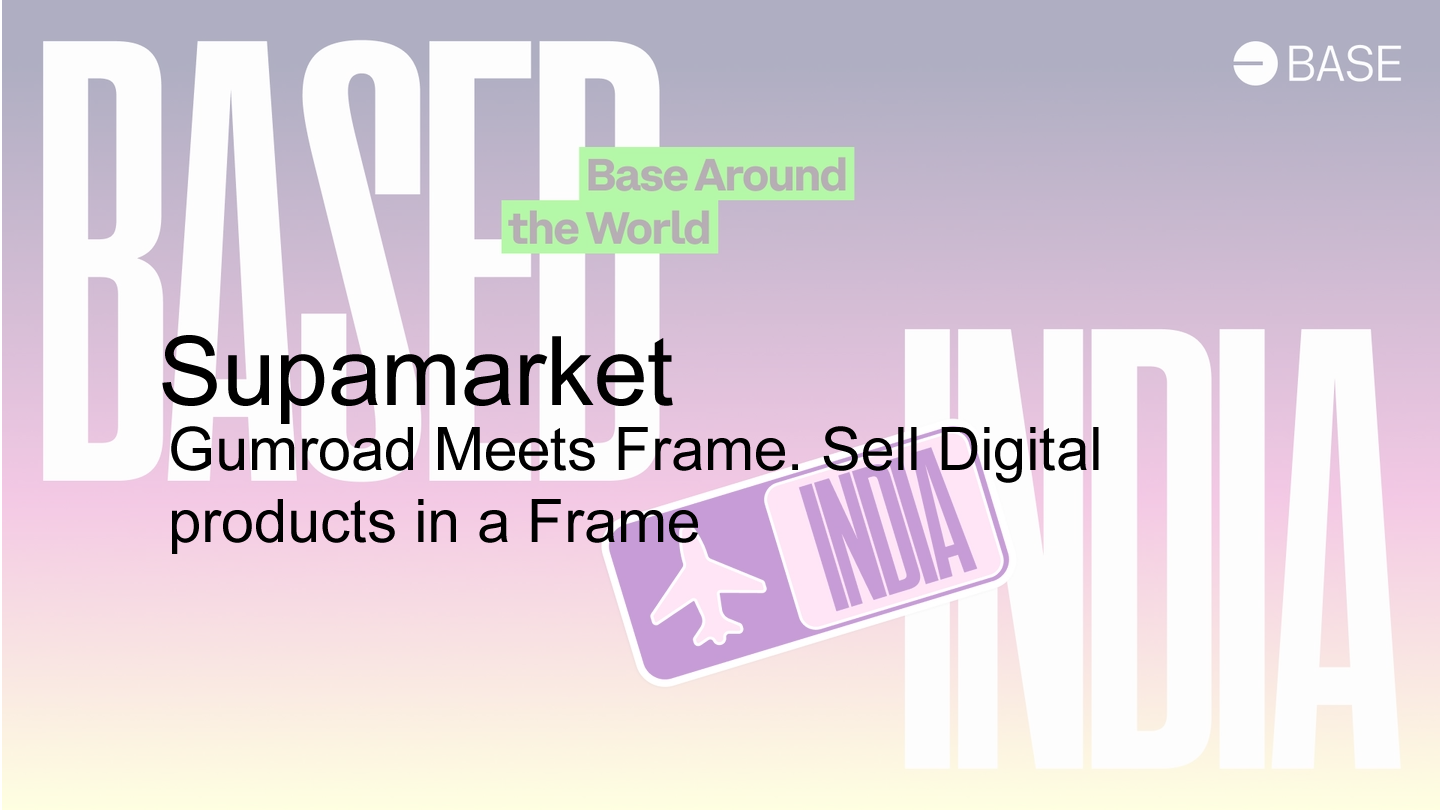 BASED
BASE
Base Around
the World
Supamarket
Gumroad Meets Frame. Sell Digital
products in a Frame
INDIA
INDIA